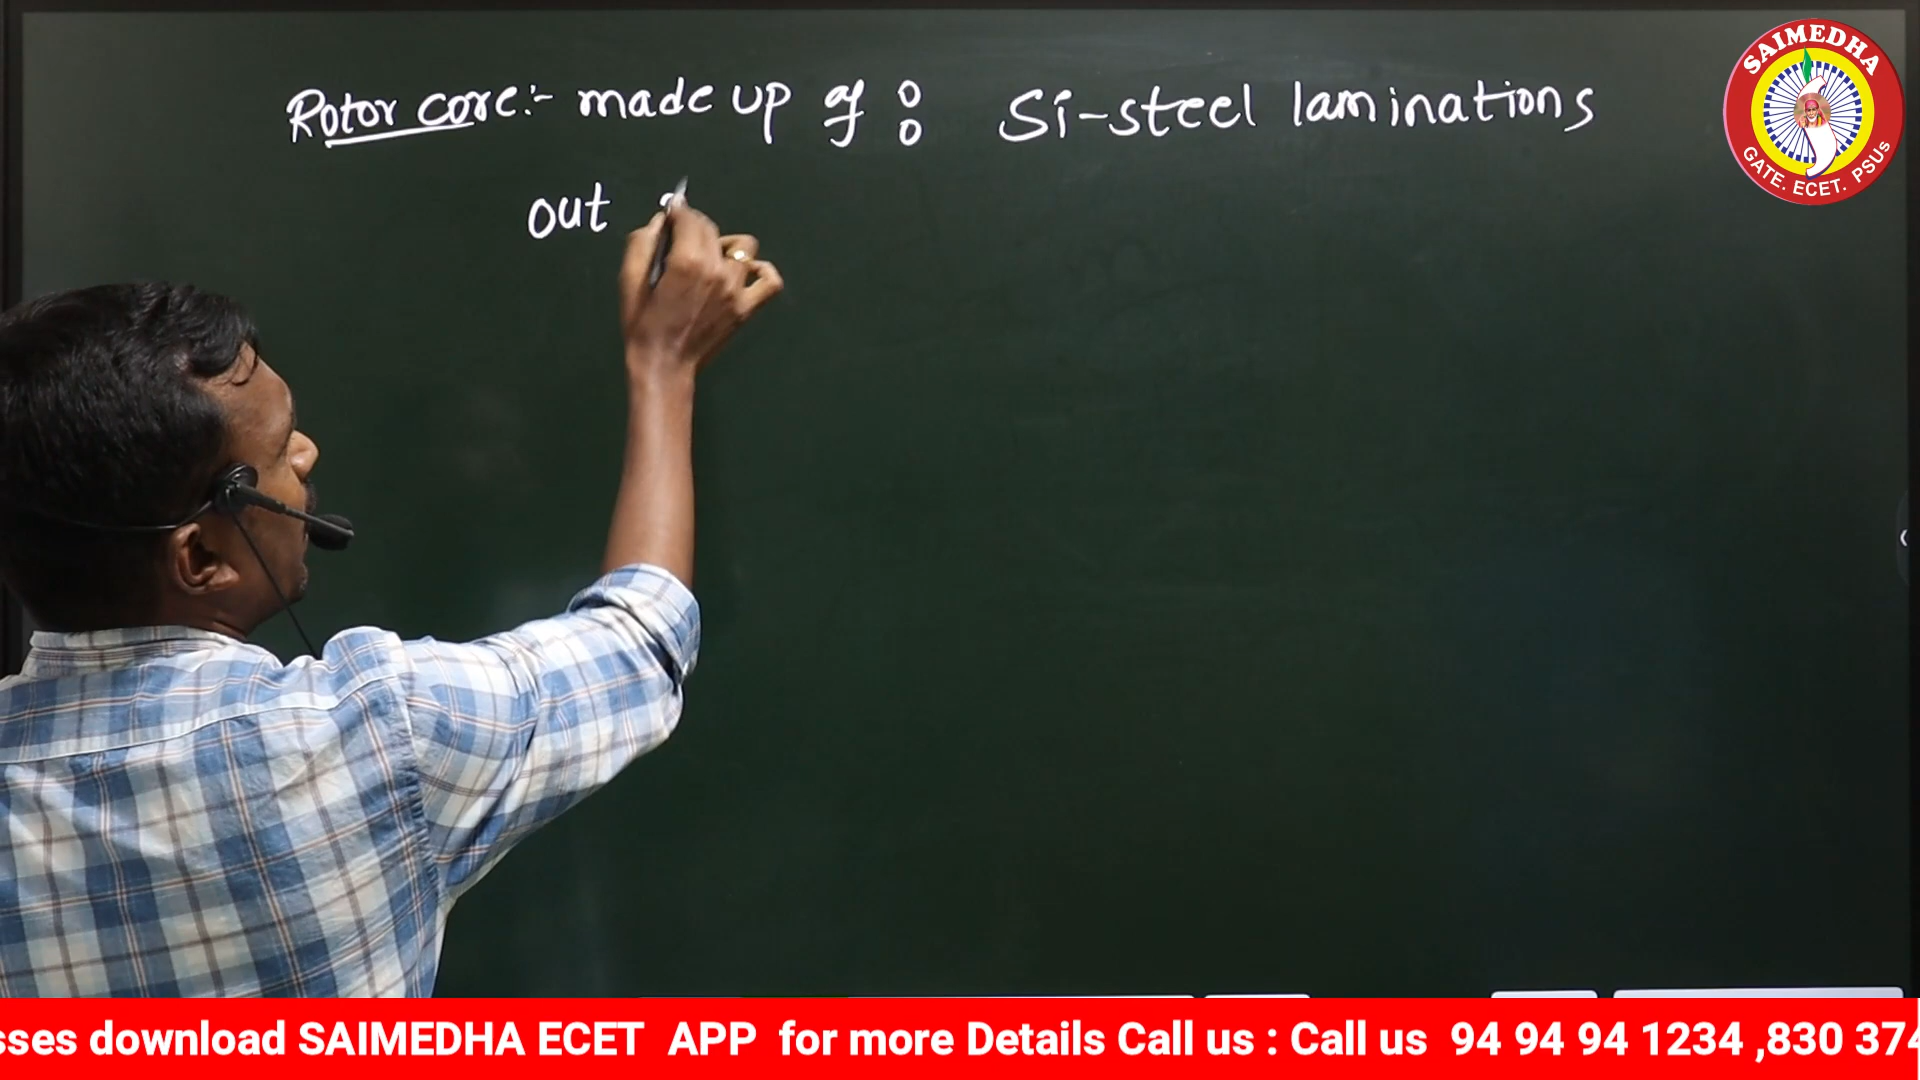 Rotor core:- made up of : Si-steel laminations
out
SAIMEDHA
GATE. ECET. PSUs
sses download SAIMEDHA ECET APP for more Details Call us : Call us 94 94 94 1234 ,830 374